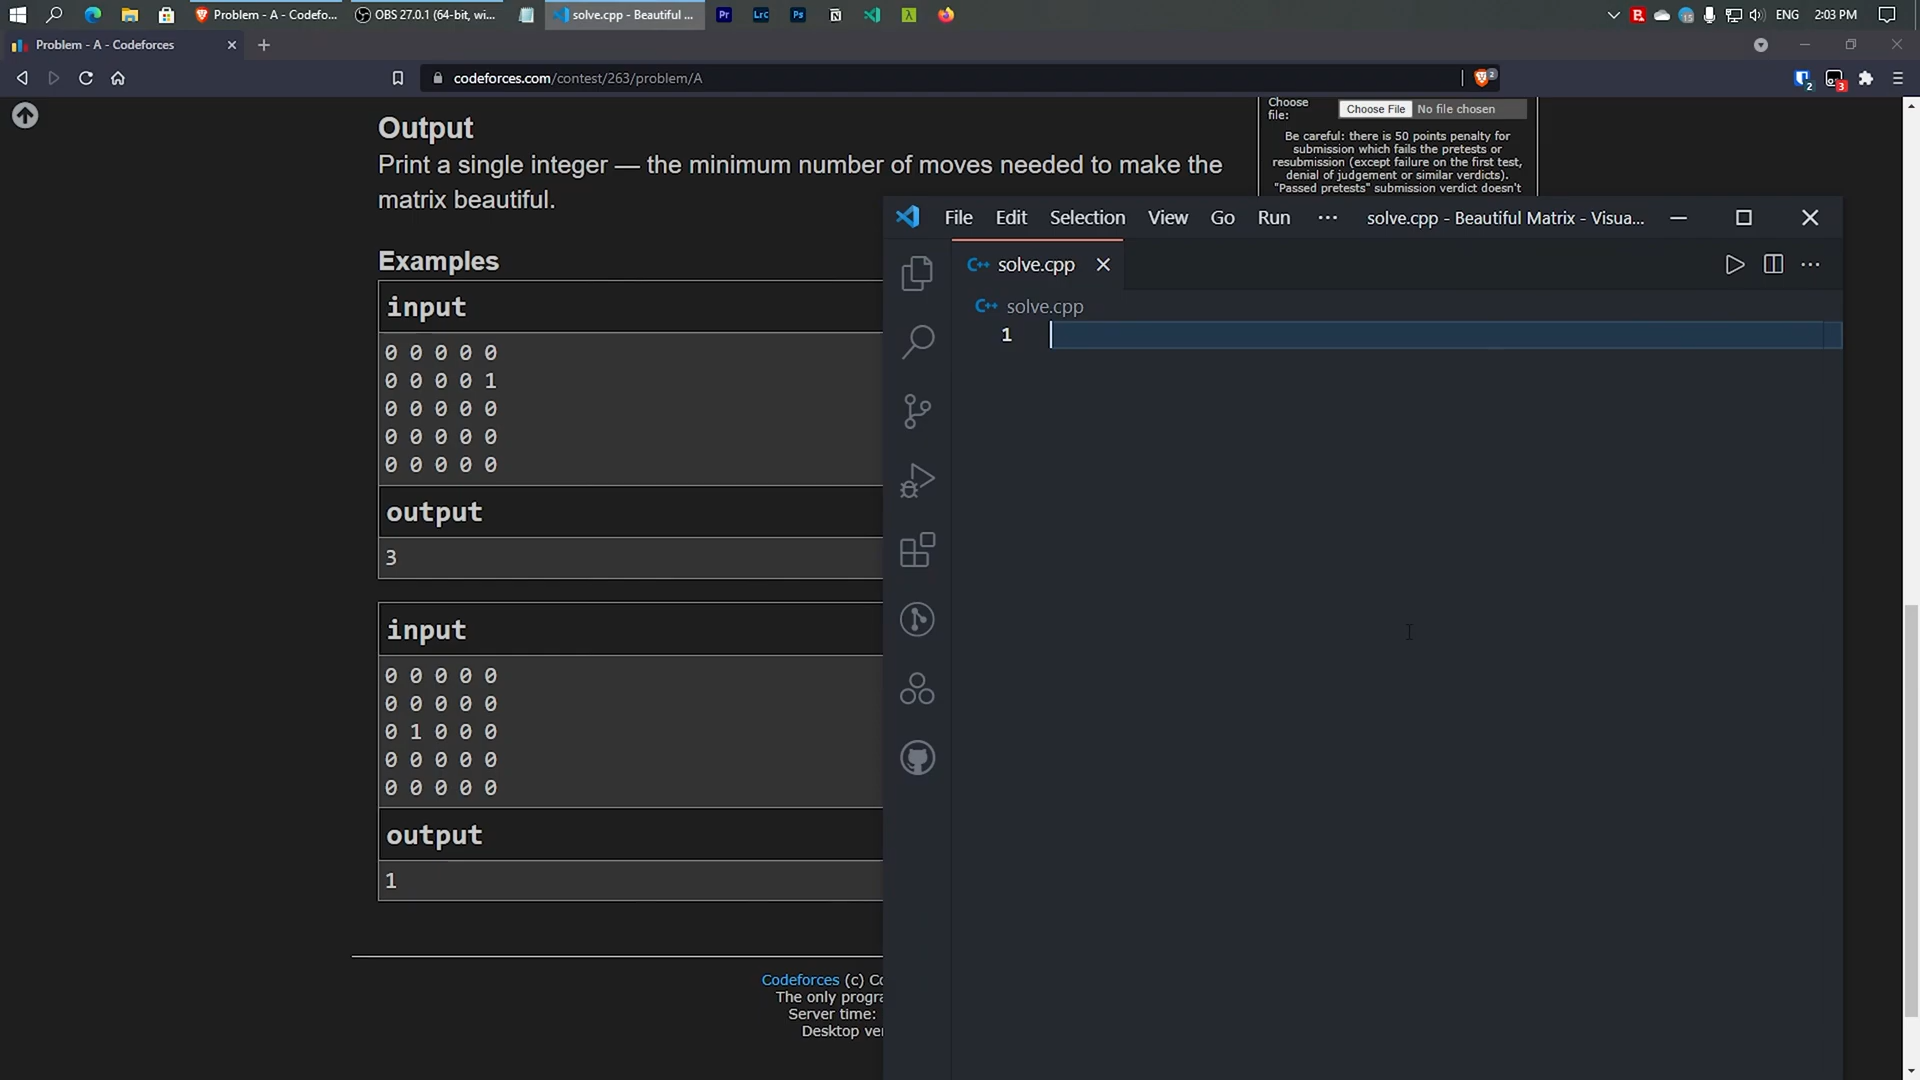 Problem - A - Codefo...
OBS 27.0.1 (64-bit, wi...
solve.cpp - Beautiful ...
Pr
Lrc
Ps
ENG
2:03 PM
Problem - A - Codeforces
codeforces.com/contest/263/problem/A
2
2
3
Output
Print a single integer — the minimum number of moves needed to make the
matrix beautiful.
Examples
input
0 0 0 0 0
0 0 0 0 1
0 0 0 0 0
0 0 0 0 0
0 0 0 0 0
output
3
input
0 0 0 0 0
0 0 0 0 0
0 1 0 0 0
0 0 0 0 0
0 0 0 0 0
output
1
Codeforces (c) Co
The only progra
Server time:
Desktop ver
Choose
file:
Choose File No file chosen
Be careful: there is 50 points penalty for
submission which fails the pretests or
resubmission (except failure on the first test,
denial of judgement or similar verdicts).
"Passed pretests" submission verdict doesn't
File Edit Selection View Go Run ··· solve.cpp - Beautiful Matrix - Visua...
solve.cpp
solve.cpp
1